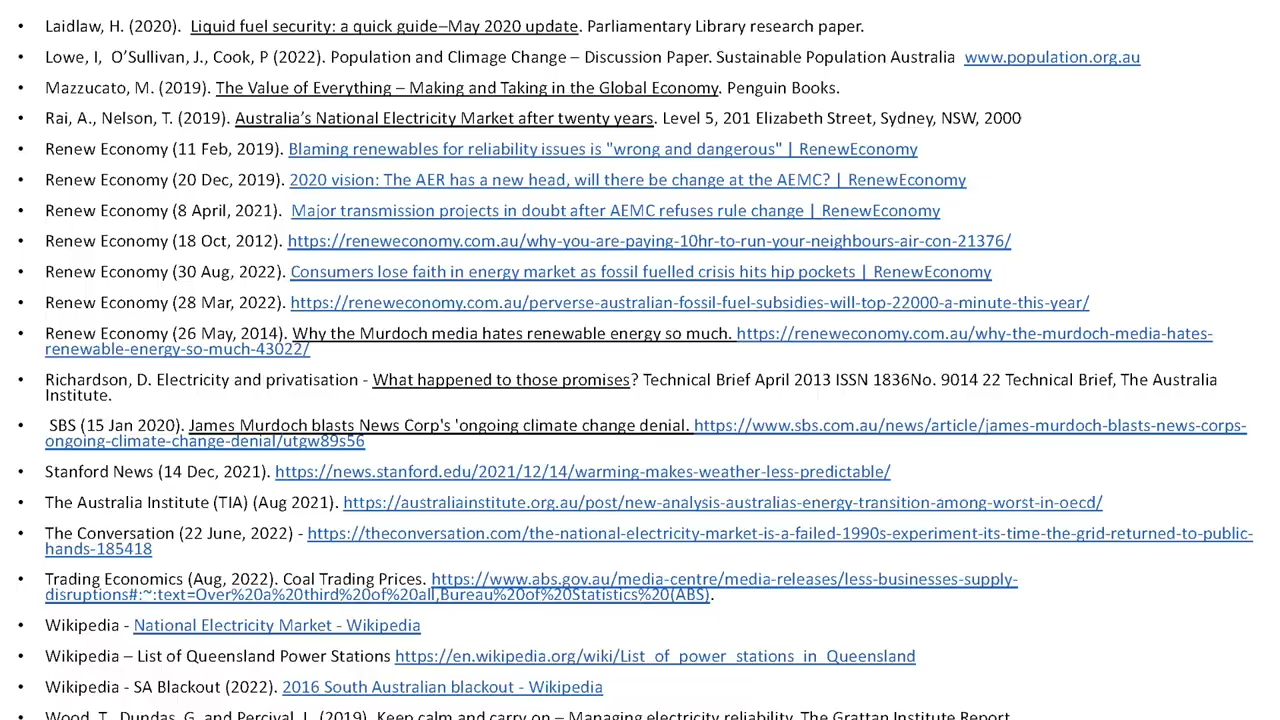 • Laidlaw, H. (2020).  Liquid fuel security: a quick guide–May 2020 update. Parliamentary Library research paper.
• Lowe, I,  O'Sullivan, J., Cook, P (2022). Population and Climage Change – Discussion Paper. Sustainable Population Australia  www.population.org.au
• Mazzucato, M. (2019). The Value of Everything – Making and Taking in the Global Economy. Penguin Books.
• Rai, A., Nelson, T. (2019). Australia's National Electricity Market after twenty years. Level 5, 201 Elizabeth Street, Sydney, NSW, 2000
• Renew Economy (11 Feb, 2019). Blaming renewables for reliability issues is "wrong and dangerous" | RenewEconomy
• Renew Economy (20 Dec, 2019). 2020 vision: The AER has a new head, will there be change at the AEMC? | RenewEconomy
• Renew Economy (8 April, 2021).  Major transmission projects in doubt after AEMC refuses rule change | RenewEconomy
• Renew Economy (18 Oct, 2012). https://reneweconomy.com.au/why-you-are-paying-10hr-to-run-your-neighbours-air-con-21376/
• Renew Economy (30 Aug, 2022). Consumers lose faith in energy market as fossil fuelled crisis hits hip pockets | RenewEconomy
• Renew Economy (28 Mar, 2022). https://reneweconomy.com.au/perverse-australian-fossil-fuel-subsidies-will-top-22000-a-minute-this-year/
• Renew Economy (26 May, 2014). Why the Murdoch media hates renewable energy so much. https://reneweconomy.com.au/why-the-murdoch-media-hates-
renewable-energy-so-much-43022/
• Richardson, D. Electricity and privatisation - What happened to those promises? Technical Brief April 2013 ISSN 1836No. 9014 22 Technical Brief, The Australia
Institute.
• SBS (15 Jan 2020). James Murdoch blasts News Corp's 'ongoing climate change denial. https://www.sbs.com.au/news/article/james-murdoch-blasts-news-corps-
ongoing-climate-change-denial/utgw89s56
• Stanford News (14 Dec, 2021). https://news.stanford.edu/2021/12/14/warming-makes-weather-less-predictable/
• The Australia Institute (TIA) (Aug 2021). https://australiainstitute.org.au/post/new-analysis-australias-energy-transition-among-worst-in-oecd/
• The Conversation (22 June, 2022) - https://theconversation.com/the-national-electricity-market-is-a-failed-1990s-experiment-its-time-the-grid-returned-to-public-
hands-185418
• Trading Economics (Aug, 2022). Coal Trading Prices. https://www.abs.gov.au/media-centre/media-releases/less-businesses-supply-
disruptions#:~:text=Over%20a%20third%20of%20all,Bureau%20of%20Statistics%20(ABS).
• Wikipedia - National Electricity Market - Wikipedia
• Wikipedia – List of Queensland Power Stations https://en.wikipedia.org/wiki/List_of_power_stations_in_Queensland
• Wikipedia - SA Blackout (2022). 2016 South Australian blackout - Wikipedia
• Wood, T., Dundas, G. and Percival, L. (2019). Keep calm and carry on – Managing electricity reliability. The Grattan Institute Report